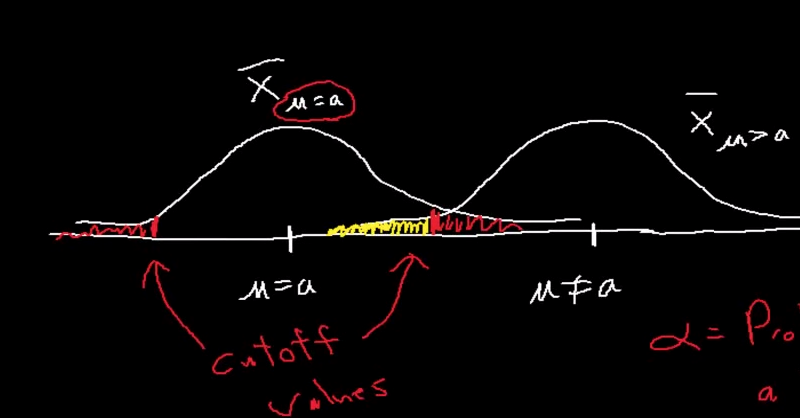 X̅ μ = a
X̅ μ > a
μ = a
μ ≠ a
cutoff
values
α = Pro
a